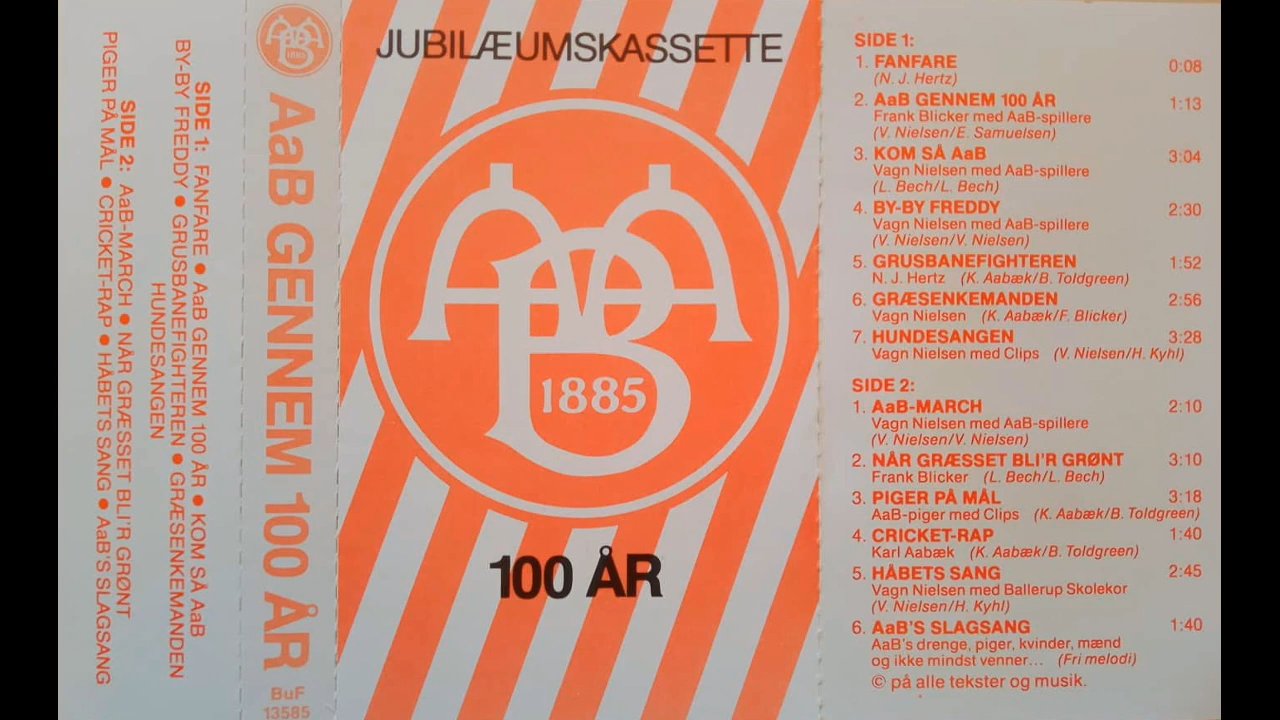 SIDE 1: FANFARE ● AaB GENNEM 100 ÅR ● KOM SÅ AaB
BY-BY FREDDY ● GRUSBANEFIGHTEREN ● GRÆSENKEMANDEN
HUNDESANGEN
SIDE 2: AaB-MARCH ● NÅR GRÆSSET BLI'R GRØNT
PIGER PÅ MÅL ● CRICKET-RAP ● HÅBETS SANG ● AaB'S SLAGSANG
AAB
1885
AaB GENNEM 100 ÅR
BuF
13585
JUBILÆUMSKASSETTE
AAB
1885
100 ÅR
SIDE 1:
1. FANFARE 0:08
(N. J. Hertz)
2. AaB GENNEM 100 ÅR 1:13
Frank Blicker med AaB-spillere
(V. Nielsen/E. Samuelsen)
3. KOM SÅ AaB 3:04
Vagn Nielsen med AaB-spillere
(L. Bech/L. Bech)
4. BY-BY FREDDY 2:30
Vagn Nielsen med AaB-spillere
(V. Nielsen/V. Nielsen)
5. GRUSBANEFIGHTEREN 1:52
N. J. Hertz (K. Aabæk/B. Toldgreen)
6. GRÆSENKEMANDEN 2:56
Vagn Nielsen (K. Aabæk/F. Blicker)
7. HUNDESANGEN 3:28
Vagn Nielsen med Clips (V. Nielsen/H. Kyhl)
SIDE 2:
1. AaB-MARCH 2:10
Vagn Nielsen med AaB-spillere
(V. Nielsen/V. Nielsen)
2. NÅR GRÆSSET BLI'R GRØNT 3:10
Frank Blicker (L. Bech/L. Bech)
3. PIGER PÅ MÅL 3:18
AaB-piger med Clips (K. Aabæk/B. Toldgreen)
4. CRICKET-RAP 1:40
Karl Aabæk (K. Aabæk/B. Toldgreen)
5. HÅBETS SANG 2:45
Vagn Nielsen med Ballerup Skolekor
(V. Nielsen/H. Kyhl)
6. AaB'S SLAGSANG 1:40
AaB's drenge, piger, kvinder, mænd
og ikke mindst venner... (Fri melodi)
© på alle tekster og musik.